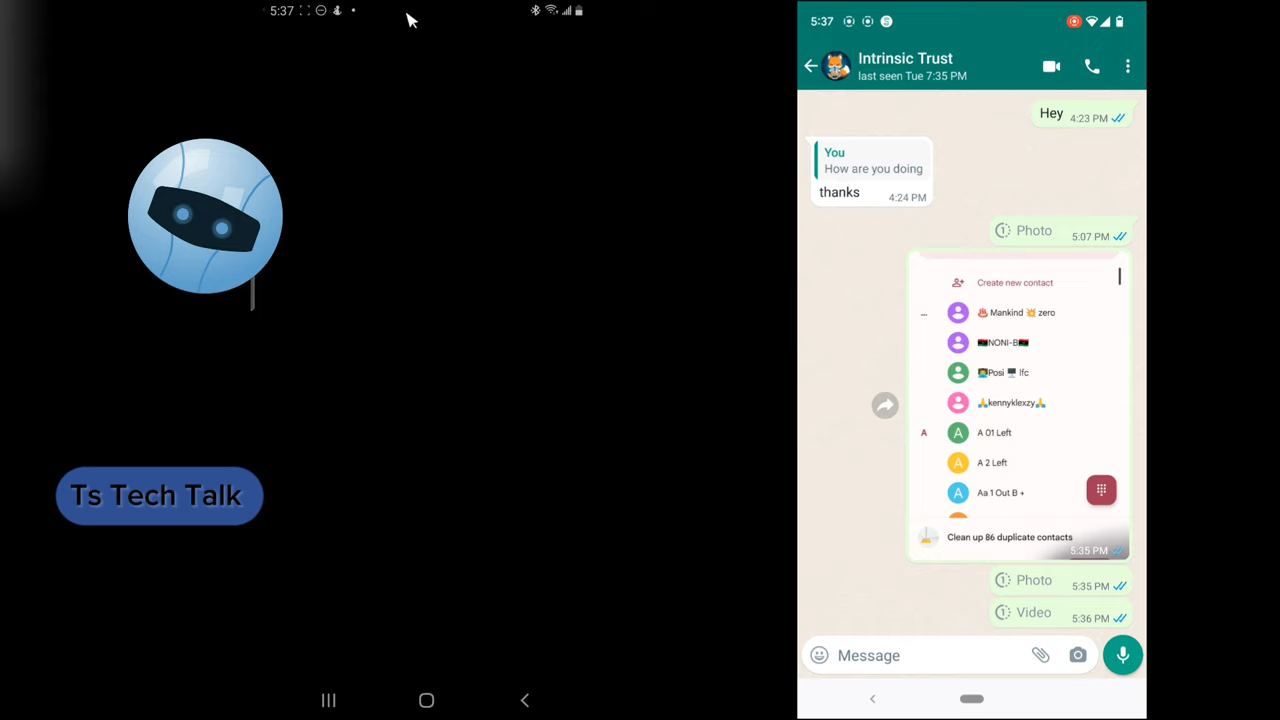 5:37
Ts Tech Talk
5:37
Intrinsic Trust
last seen Tue 7:35 PM
Hey 4:23 PM
You
How are you doing
thanks 4:24 PM
Photo 5:07 PM
Create new contact
... ♨️ Mankind 💥 zero
🇱🇾NONI-B🇱🇾
👨‍💻Posi 🖥️ lfc
🙏kennyklexzy🙏
A A A 01 Left
A A 2 Left
A Aa 1 Out B +
Clean up 86 duplicate contacts
5:35 PM
Photo 5:35 PM
Video 5:36 PM
Message